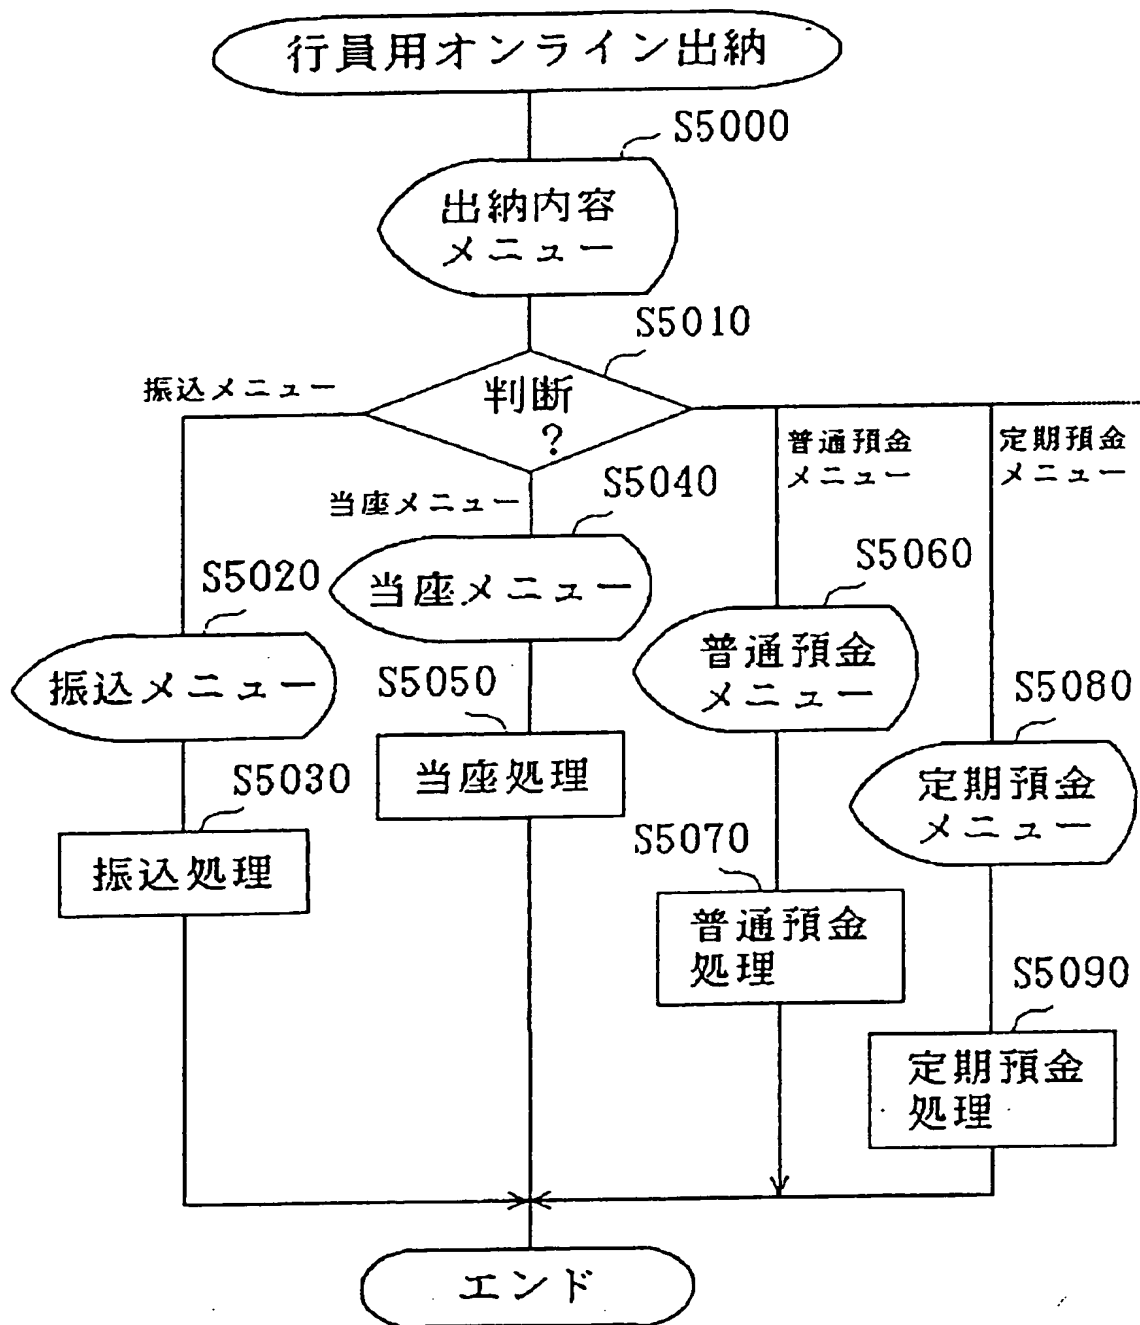 行員用オンライン出納
S5000
出納内容
メニュー
S5010
判断
?
振込メニュー
普通預金
メニュー
定期預金
メニュー
当座メニュー
S5040
当座メニュー
S5020
振込メニュー
S5060
普通預金
メニュー
S5050
当座処理
S5080
定期預金
メニュー
S5030
振込処理
S5070
普通預金
処理
S5090
定期預金
処理
エンド